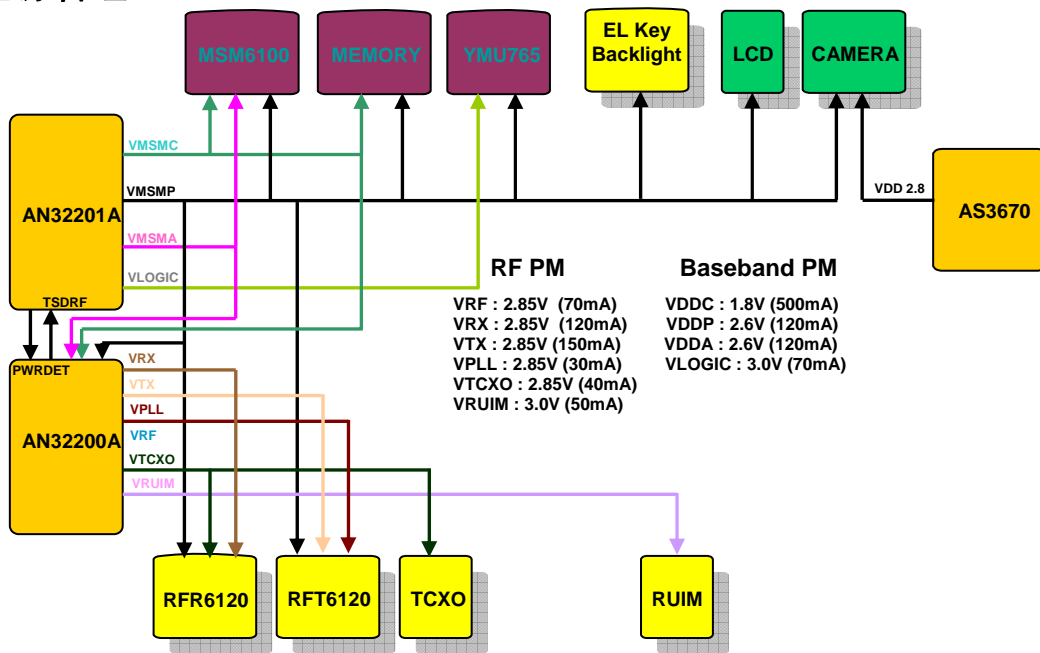 MSM6100
MEMORY
YMU765
EL Key
Backlight
LCD
CAMERA
VMSMC
VMSMP
VDD 2.8
AN32201A
AS3670
VMSMA
VLOGIC
TSDRF
RF PM
VRF : 2.85V (70mA)
VRX : 2.85V (120mA)
VTX : 2.85V (150mA)
VPLL : 2.85V (30mA)
VTCXO : 2.85V (40mA)
VRUIM : 3.0V (50mA)
Baseband PM
VDDC : 1.8V (500mA)
VDDP : 2.6V (120mA)
VDDA : 2.6V (120mA)
VLOGIC : 3.0V (70mA)
PWRDET
VRX
VTX
VPLL
AN32200A
VRF
VTCXO
VRUIM
RFR6120
RFT6120
TCXO
RUIM